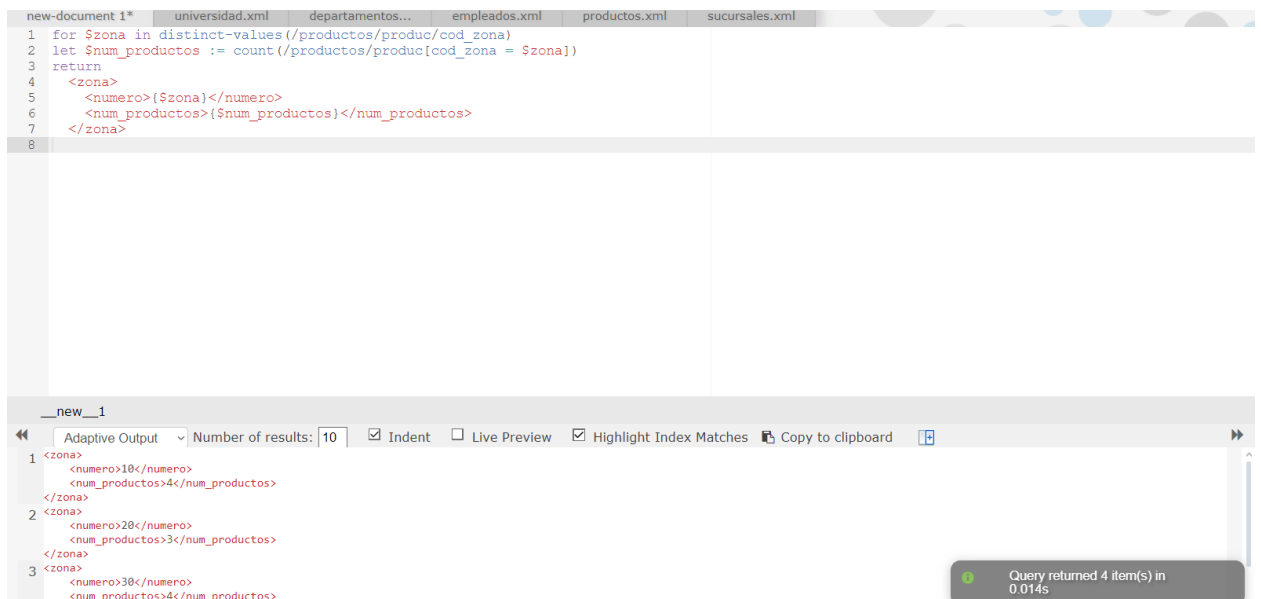 new-document 1* universidad.xml departamentos... empleados.xml productos.xml sucursales.xml
1 for $zona in distinct-values(/productos/produc/cod_zona)
2 let $num_productos := count(/productos/produc[cod_zona = $zona])
3 return
4 <zona>
5 <numero>{$zona}</numero>
6 <num_productos>{$num_productos}</num_productos>
7 </zona>
8
__new__1
Adaptive Output Number of results: 10 Indent Live Preview Highlight Index Matches Copy to clipboard
1 <zona>
<numero>10</numero>
<num_productos>4</num_productos>
</zona>
2 <zona>
<numero>20</numero>
<num_productos>3</num_productos>
</zona>
3 <zona>
<numero>30</numero>
<num_productos>4</num_productos>
Query returned 4 item(s) in
0.014s